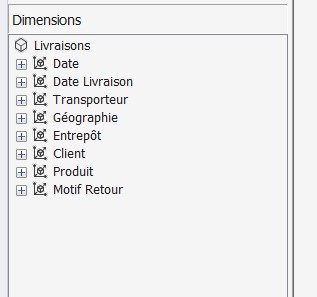 Dimensions
Livraisons
Date
Date Livraison
Transporteur
Géographie
Entrepôt
Client
Produit
Motif Retour